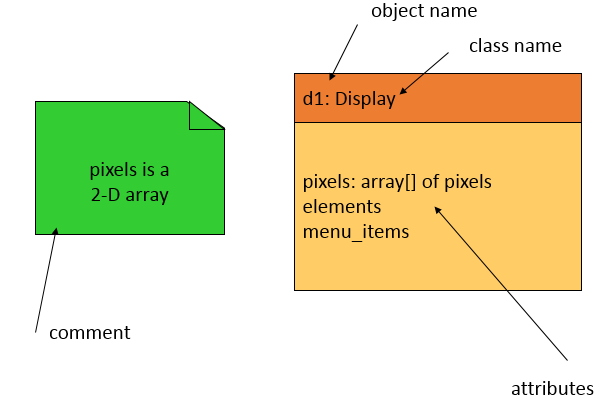 object name
class name
d1: Display
pixels is a
2-D array
pixels: array[] of pixels
elements
menu_items
comment
attributes